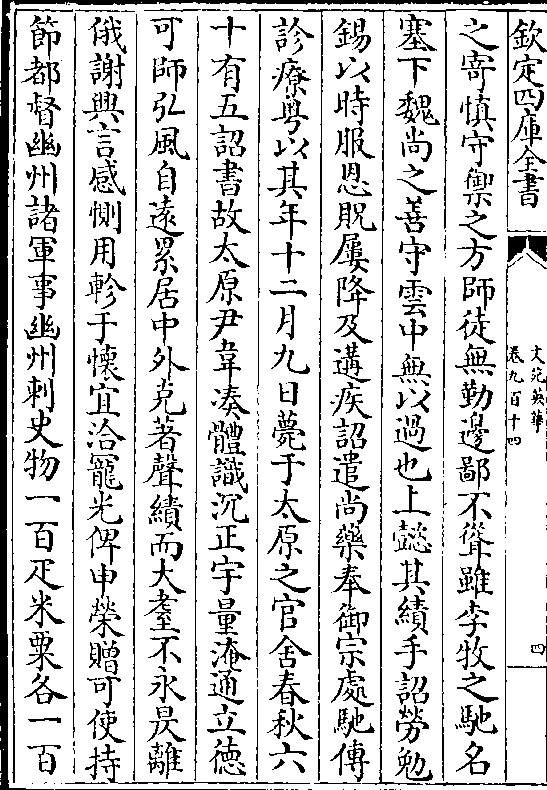 欽定四庫全書
文苑英華
卷九百十四
四
之寄慎守禦之方師徒無勤邊鄙不聳雖李牧之馳名
塞下魏尚之善守雲中無以過也上懿其績手詔勞勉
錫以時服恩貺屢降及遘疾詔遣尚藥奉御宗處馳傳
診療粤以其年十二月九日薨于太原之官舍春秋六
十有五詔書故太原尹韋湊體識沉正宇量淹通立德
可師弘風自遠累居中外克著聲績而大耋不永昃離
俄謝興言感惻用軫于懷宜洽寵光俾申榮贈可使持
節都督幽州諸軍事幽州刺史物一百疋米粟各一百